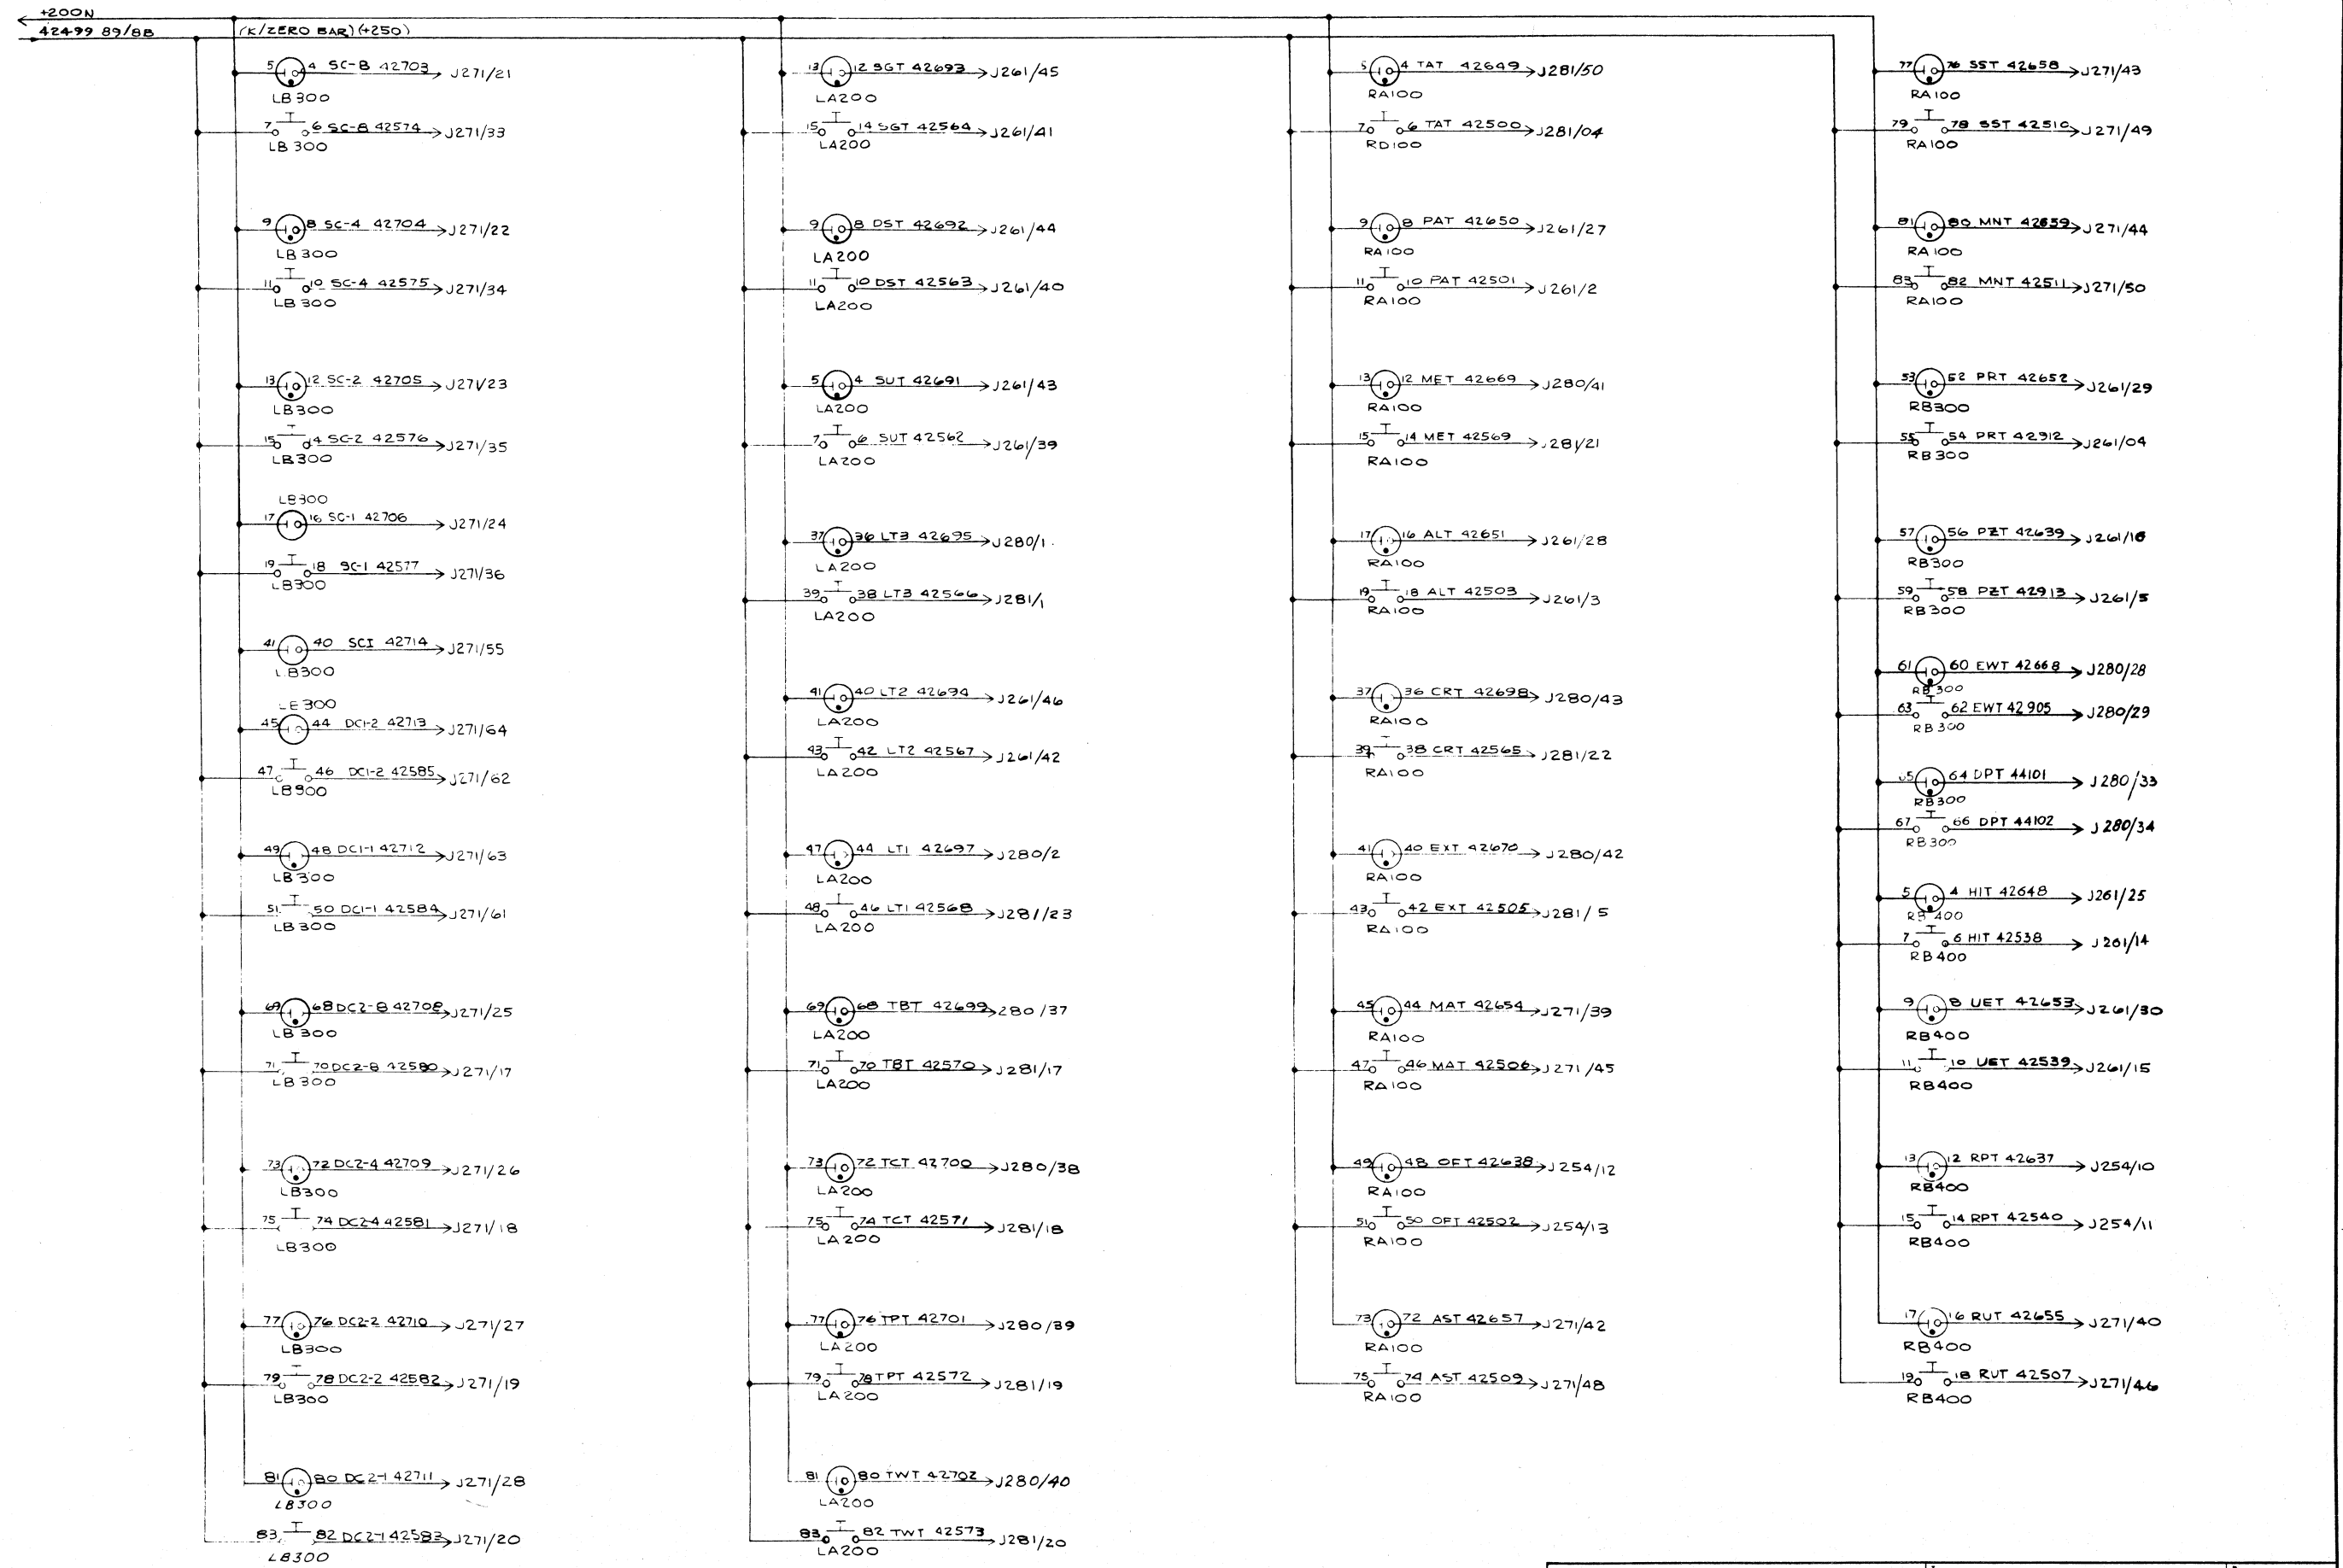 +200N
42499 89/88 (K/ZERO BAR) (+250)
5 4 SC-8 42703 J271/21
LB300
7 6 SC-8 42574 J271/33
LB300
9 8 SC-4 42704 J271/22
LB300
11 10 SC-4 42575 J271/34
LB300
13 12 SC-2 42705 J271/23
LB300
15 4 SC-2 42576 J271/35
LB300
LB300
17 16 SC-1 42706 J271/24
19 18 SC-1 42577 J271/36
LB300
41 40 SCI 42714 J271/55
LB300
LE300
45 44 DC1-2 42713 J271/64
47 46 DC1-2 42585 J271/62
LB900
49 48 DC1-1 42712 J271/63
LB300
51 50 DC1-1 42584 J271/61
LB300
69 68 DC2-8 42708 J271/25
LB300
71 70 DC2-8 42580 J271/17
LB300
73 72 DC2-4 42709 J271/26
LB300
75 74 DC2-4 42581 J271/18
LB300
77 76 DC2-2 42710 J271/27
LB300
79 78 DC2-2 42582 J271/19
LB300
81 80 DC2-1 42711 J271/28
LB300
83 82 DC2-1 42583 J271/20
LB300
13 12 SGT 42693 J261/45
LA200
15 14 SGT 42564 J261/41
LA200
9 8 DST 42692 J261/44
LA200
11 10 DST 42563 J261/40
LA200
5 4 SUT 42691 J261/43
LA200
7 6 SUT 42562 J261/39
LA200
37 36 LT3 42695 J280/1
LA200
39 38 LT3 42566 J281/1
LA200
41 40 LT2 42694 J261/46
LA200
43 42 LT2 42567 J261/42
LA200
47 44 LT1 42697 J280/2
LA200
48 46 LT1 42568 J281/23
LA200
69 68 TBT 42699 280/37
LA200
71 70 TBT 42570 J281/17
LA200
73 72 TCT 42700 J280/38
LA200
75 74 TCT 42571 J281/18
LA200
77 76 TPT 42701 J280/39
LA200
79 78 TPT 42572 J281/19
LA200
81 80 TWT 42702 J280/40
LA200
83 82 TWT 42573 J281/20
LA200
5 4 TAT 42649 J281/50
RA100
7 6 TAT 42500 J281/04
RD100
9 8 PAT 42650 J261/27
RA100
11 10 PAT 42501 J261/2
RA100
13 12 MET 42669 J280/41
RA100
15 14 MET 42569 J281/21
RA100
17 16 ALT 42651 J261/28
RA100
19 18 ALT 42503 J261/3
RA100
37 36 CRT 42698 J280/43
RA100
39 38 CRT 42565 J281/22
RA100
41 40 EXT 42670 J280/42
RA100
43 42 EXT 42505 J281/5
RA100
45 44 MAT 42654 J271/39
RA100
47 46 MAT 42506 J271/45
RA100
49 48 OFT 42638 J254/12
RA100
51 50 OFT 42502 J254/13
RA100
73 72 AST 42657 J271/42
RA100
75 74 AST 42509 J271/48
RA100
77 76 SST 42658 J271/43
RA100
79 78 SST 42510 J271/49
RA100
81 80 MNT 42659 J271/44
RA100
83 82 MNT 42511 J271/50
RA100
53 52 PRT 42652 J261/29
RB300
55 54 PRT 42912 J261/04
RB300
57 56 PZT 42639 J261/16
RB300
59 58 PZT 42913 J261/5
RB300
61 60 EWT 42668 J280/28
RB300
63 62 EWT 42905 J280/29
RB300
65 64 DPT 44101 J280/33
RB300
67 66 DPT 44102 J280/34
RB300
5 4 HIT 42648 J261/25
RB400
7 6 HIT 42538 J261/14
RB400
9 8 UET 42653 J261/30
RB400
11 10 UET 42539 J261/15
RB400
13 12 RPT 42637 J254/10
RB400
15 14 RPT 42540 J254/11
RB400
17 16 RUT 42655 J271/40
RB400
19 18 RUT 42507 J271/46
RB400